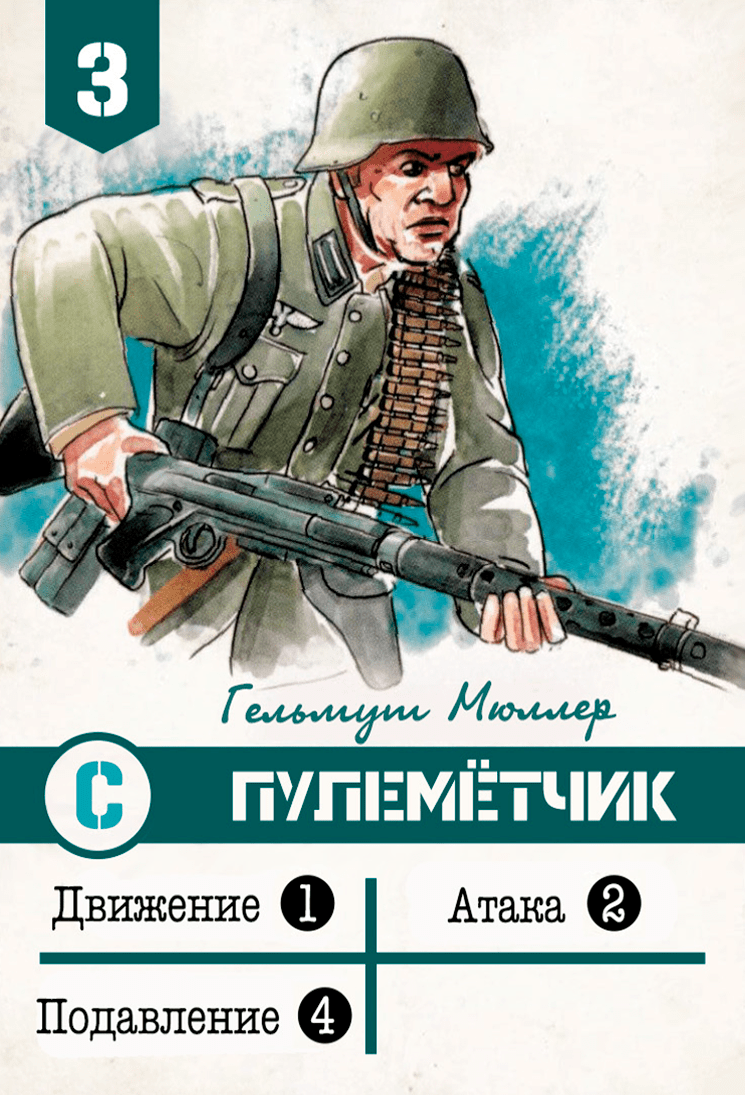 3
Гельмут Мюллер
С ПУЛЕМЁТЧИК
Движение 1 Атака 2
Подавление 4